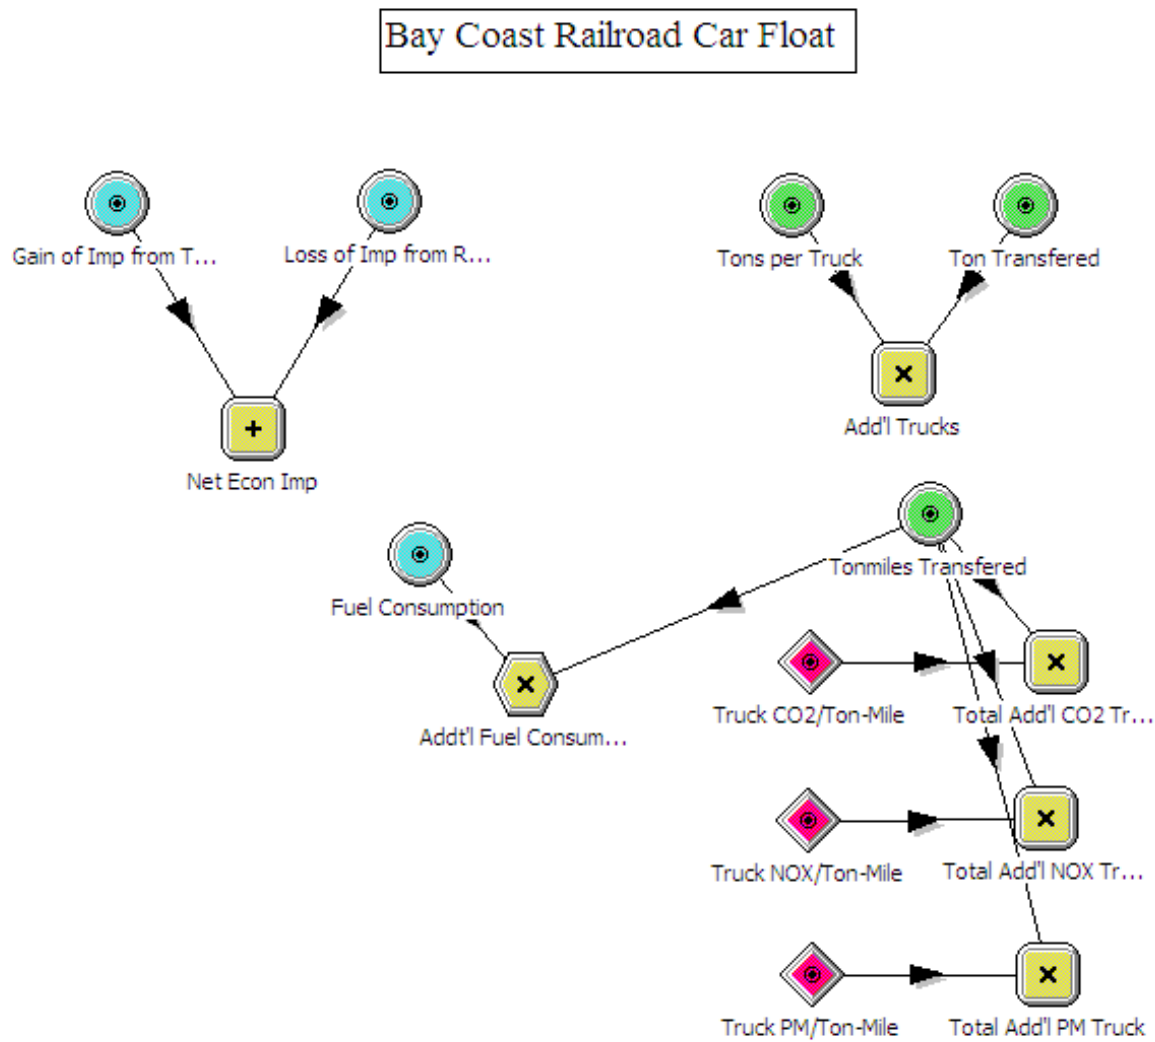 Bay Coast Railroad Car Float
Gain of Imp from T...
Loss of Imp from R...
Tons per Truck
Ton Transfered
Add'l Trucks
Net Econ Imp
Tonmiles Transfered
Fuel Consumption
Truck CO2/Ton-Mile
Total Add'l CO2 Tr...
Addt'l Fuel Consum...
Truck NOX/Ton-Mile
Total Add'l NOX Tr...
Truck PM/Ton-Mile
Total Add'l PM Truck